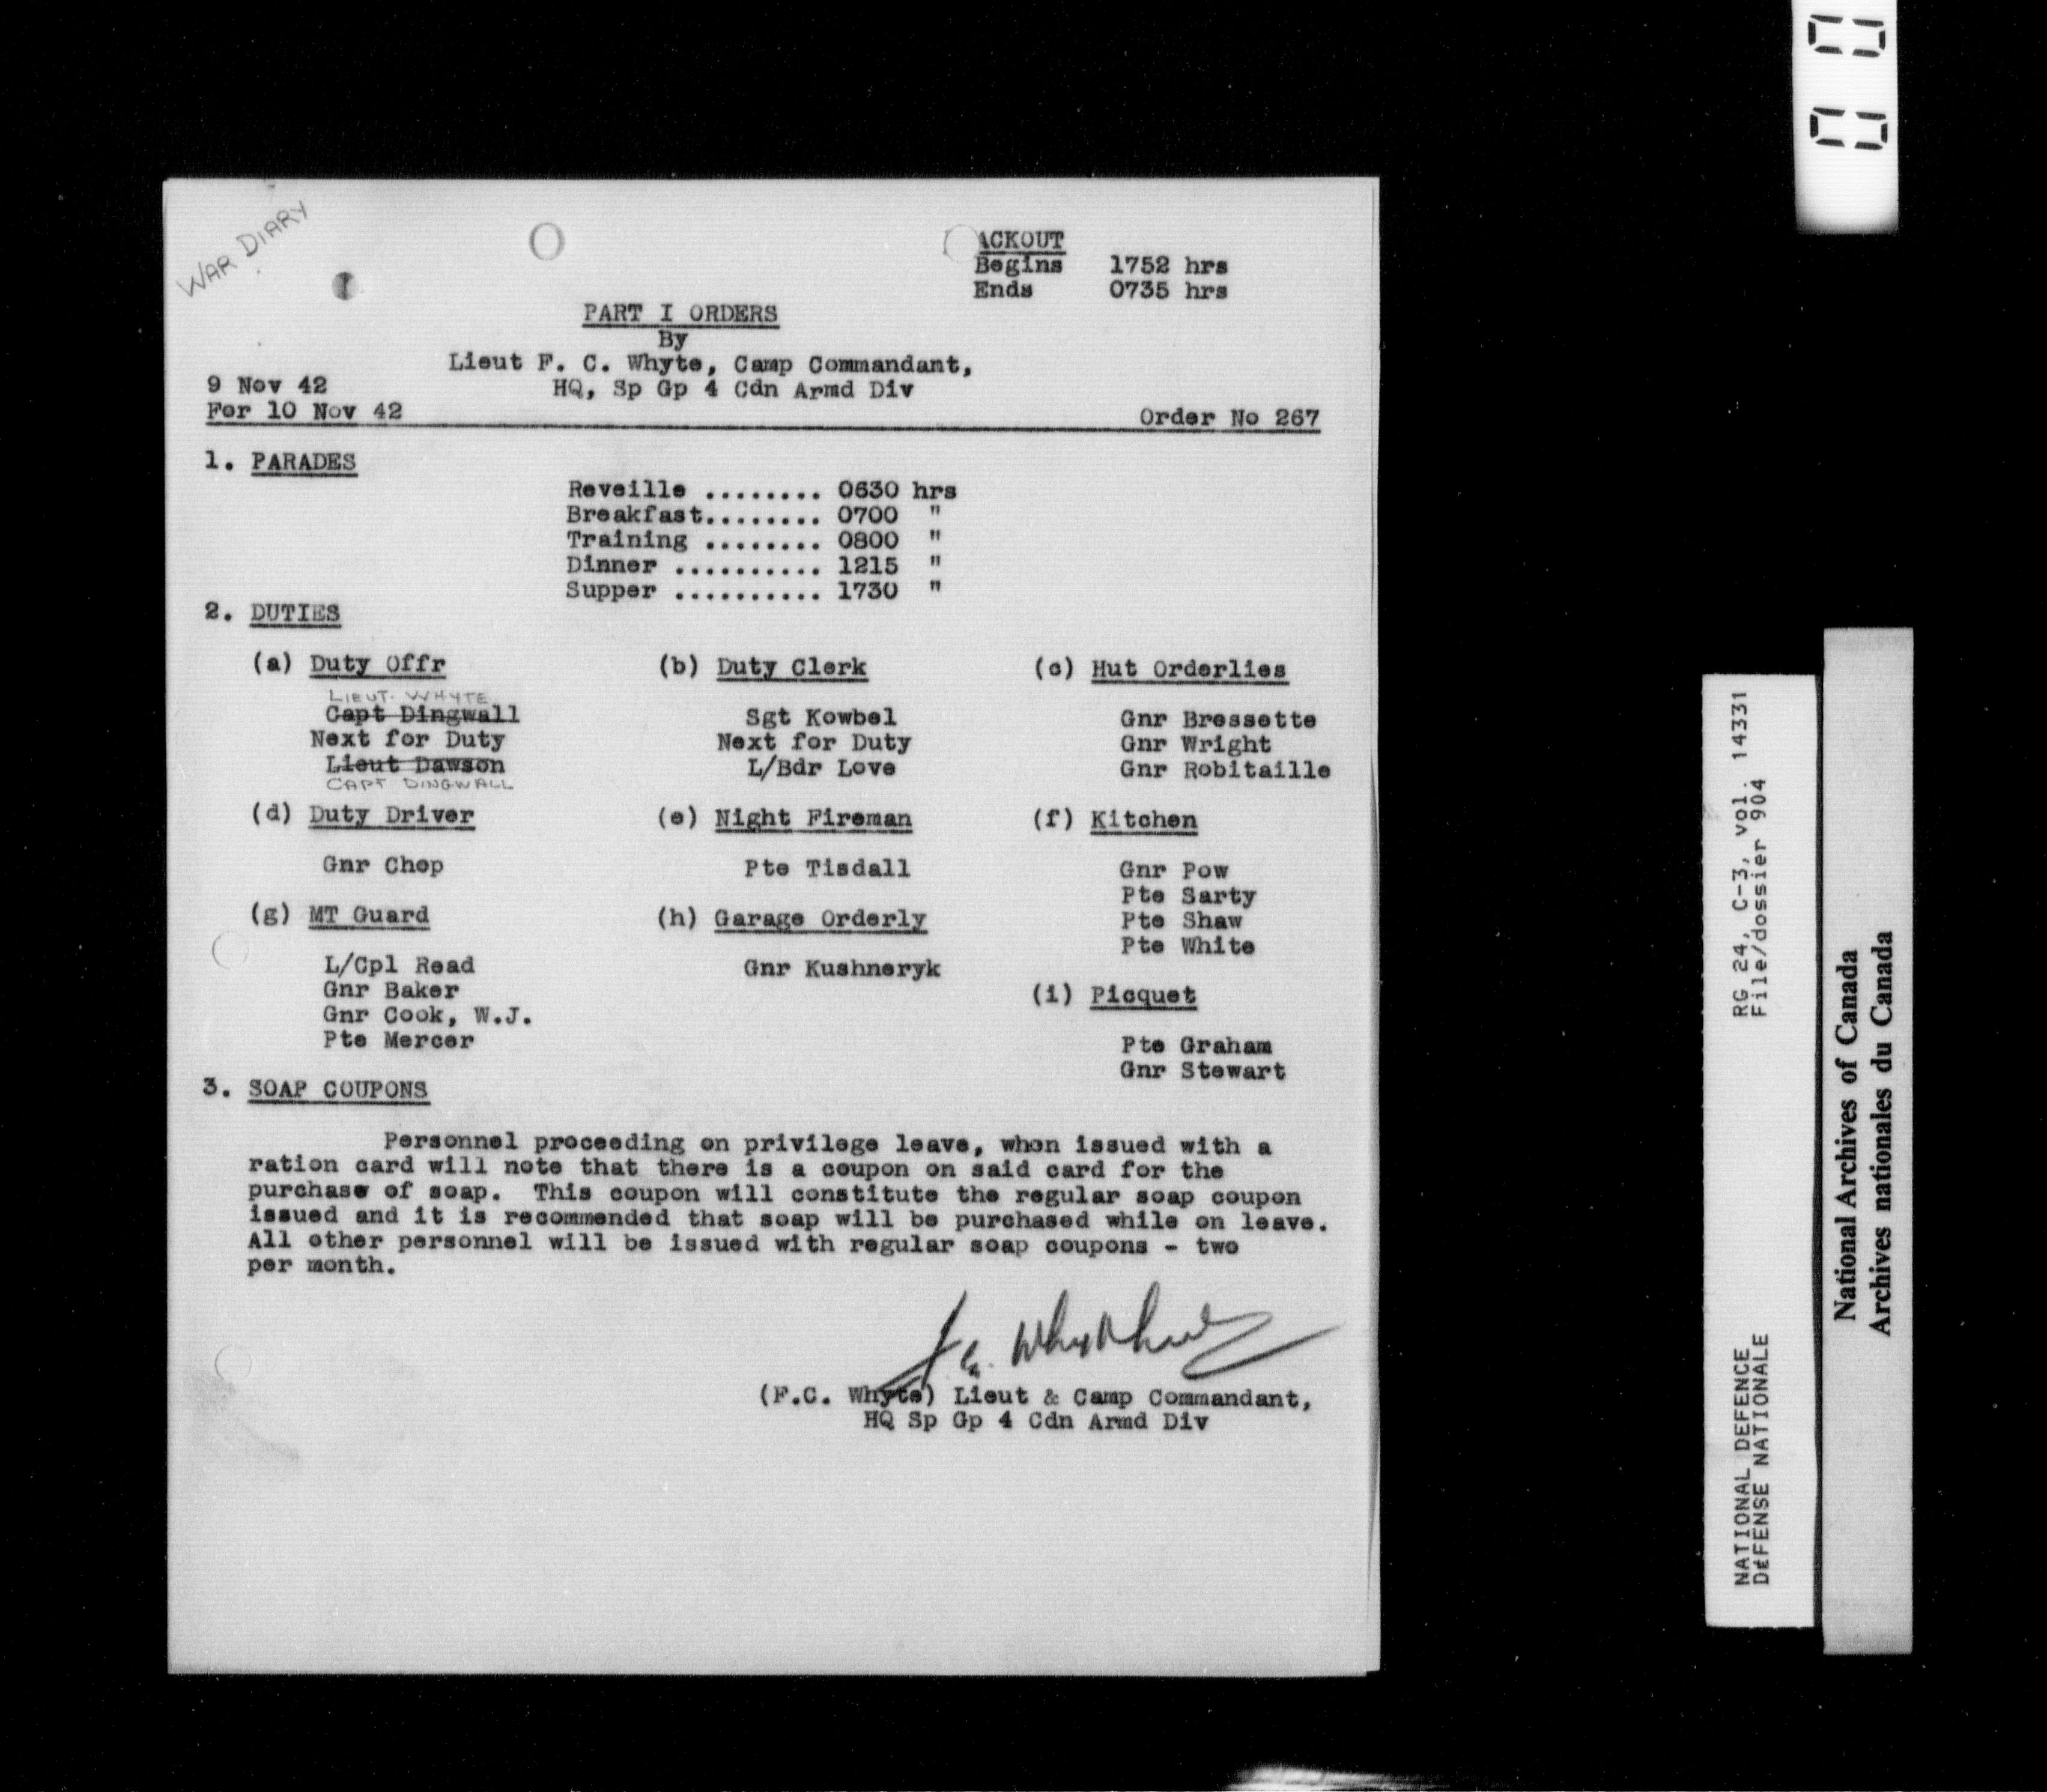 WAR DIARY
ACKOUT
Begins 1752 hrs
Ends 0735 hrs
PART I ORDERS
By
Lieut F. C. Whyte, Camp Commandant,
HQ, Sp Gp 4 Cdn Armd Div
9 Nov 42
For 10 Nov 42
Order No 267
1. PARADES
Reveille ........ 0630 hrs
Breakfast........ 0700 "
Training ........ 0800 "
Dinner .......... 1215 "
Supper .......... 1730 "
2. DUTIES
(a) Duty Offr
LIEUT. WHYTE
Capt Dingwall
Next for Duty
Lieut Dawson
CAPT DINGWALL
(b) Duty Clerk
Sgt Kowbel
Next for Duty
L/Bdr Love
(c) Hut Orderlies
Gnr Bressette
Gnr Wright
Gnr Robitaille
(d) Duty Driver
Gnr Chop
(e) Night Fireman
Pte Tisdall
(f) Kitchen
Gnr Pow
Pte Sarty
Pte Shaw
Pte White
(g) MT Guard
L/Cpl Read
Gnr Baker
Gnr Cook, W.J.
Pte Mercer
(h) Garage Orderly
Gnr Kushneryk
(i) Picquet
Pte Graham
Gnr Stewart
3. SOAP COUPONS
Personnel proceeding on privilege leave, when issued with a
ration card will note that there is a coupon on said card for the
purchase of soap. This coupon will constitute the regular soap coupon
issued and it is recommended that soap will be purchased while on leave.
All other personnel will be issued with regular soap coupons - two
per month.
(F.C. Whyte) Lieut & Camp Commandant,
HQ Sp Gp 4 Cdn Armd Div
RG 24, C-3, vol. 14331
File/dossier 904
NATIONAL DEFENCE
DéFENSE NATIONALE
National Archives of Canada
Archives nationales du Canada